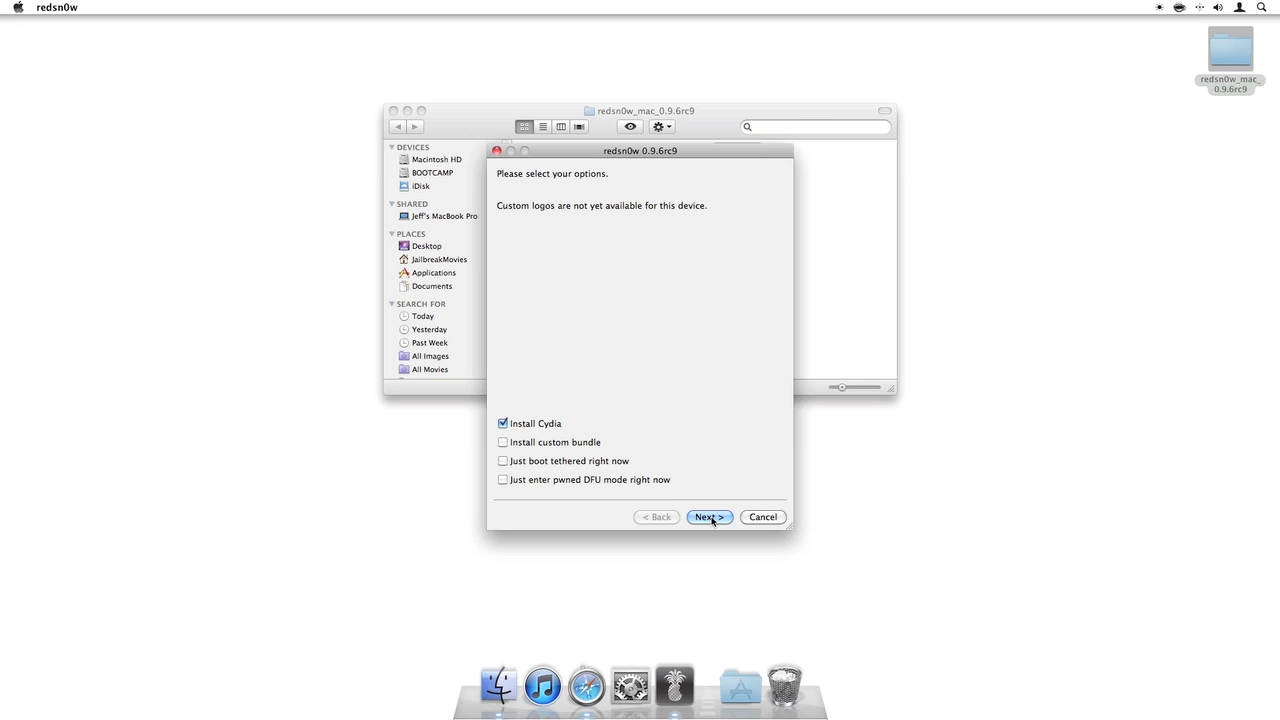 redsn0w
redsn0w_mac_
0.9.6rc9
redsn0w_mac_0.9.6rc9
DEVICES
Macintosh HD
BOOTCAMP
iDisk
SHARED
Jeff's MacBook Pro
PLACES
Desktop
JailbreakMovies
Applications
Documents
SEARCH FOR
Today
Yesterday
Past Week
All Images
All Movies
redsn0w 0.9.6rc9
Please select your options.
Custom logos are not yet available for this device.
Install Cydia
Install custom bundle
Just boot tethered right now
Just enter pwned DFU mode right now
< Back
Next >
Cancel